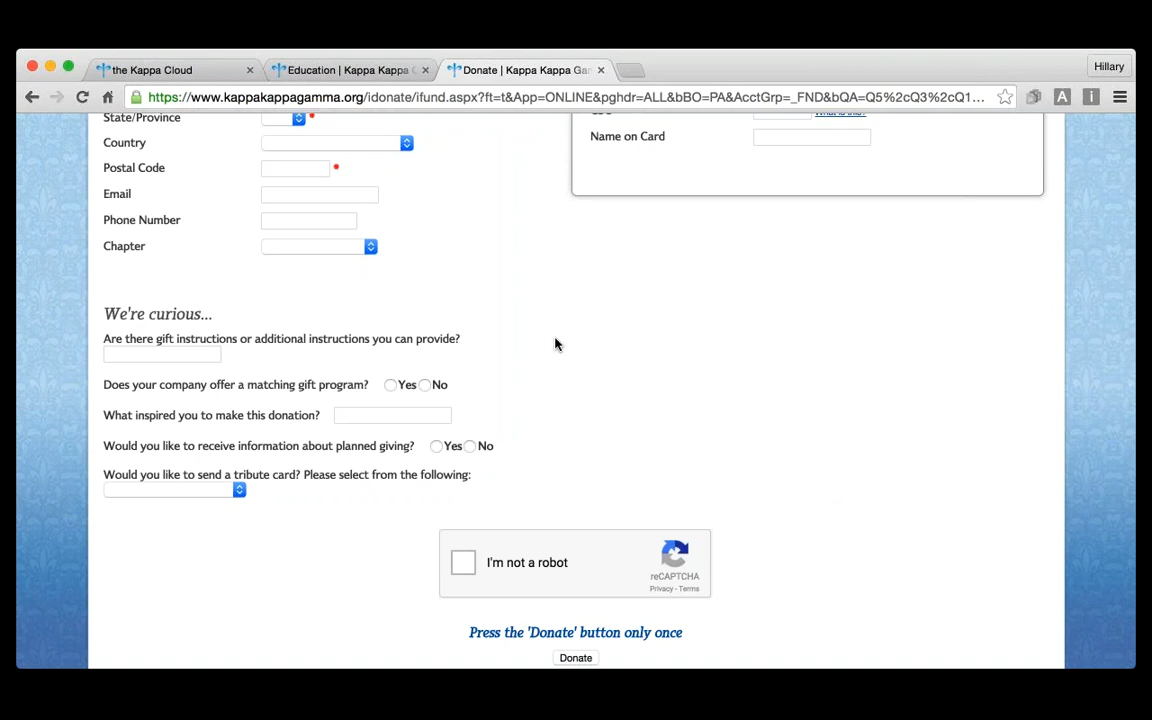 the Kappa Cloud
Education | Kappa Kappa
Donate | Kappa Kappa Ga
Hillary
https://www.kappakappagamma.org/idonate/ifund.aspx?ft=t&App=ONLINE&pghdr=ALL&bBO=PA&AcctGrp=_FND&bQA=Q5%2cQ3%2cQ1...
State/Province *
What is this?
Country
Name on Card
Postal Code *
Email
Phone Number
Chapter
We're curious...
Are there gift instructions or additional instructions you can provide?
Does your company offer a matching gift program? Yes No
What inspired you to make this donation?
Would you like to receive information about planned giving? Yes No
Would you like to send a tribute card? Please select from the following:
I'm not a robot
reCAPTCHA
Privacy - Terms
Press the 'Donate' button only once
Donate